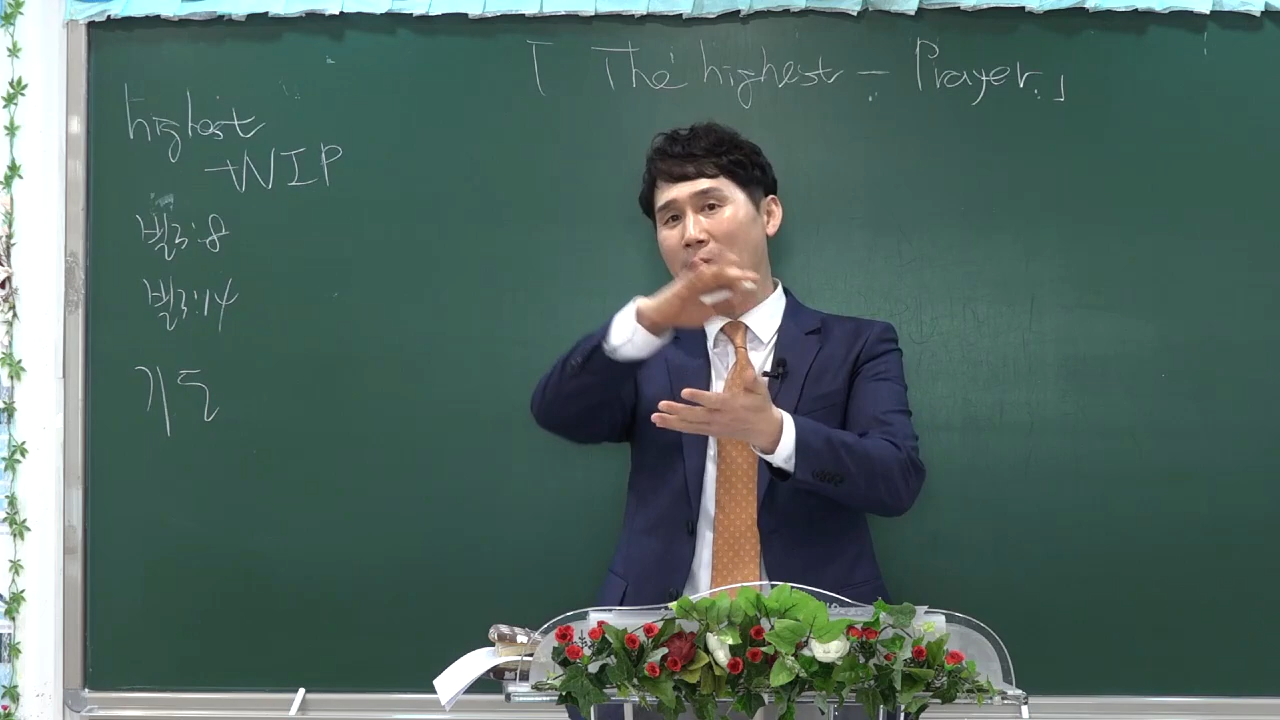 「 The highest - Prayer.」
highest
→WIP
빌3:8
빌3:14
기도